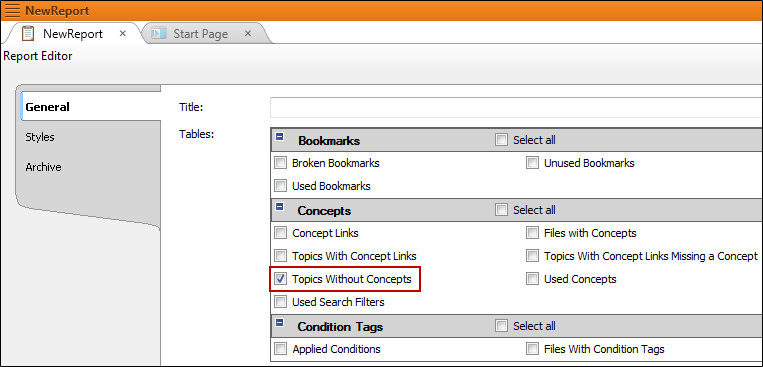 NewReport
NewReport × Start Page ×
Report Editor
General
Styles
Archive
Title:
Tables:
Bookmarks Select all
Broken Bookmarks Unused Bookmarks
Used Bookmarks
Concepts Select all
Concept Links Files with Concepts
Topics With Concept Links Topics With Concept Links Missing a Concept
Topics Without Concepts Used Concepts
Used Search Filters
Condition Tags Select all
Applied Conditions Files With Condition Tags